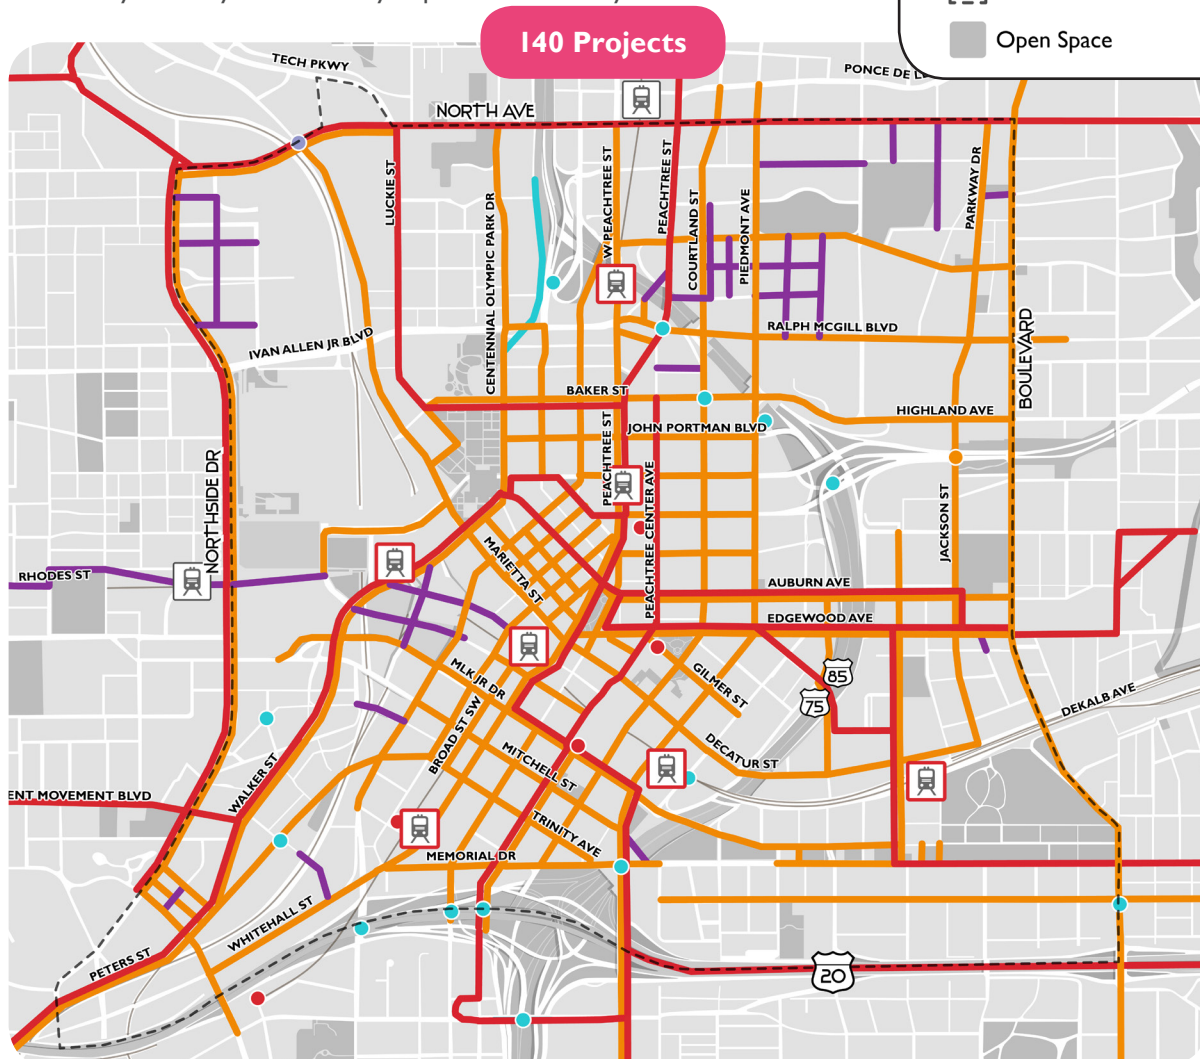 140 Projects
Open Space
TECH PKWY
PONCE DE
NORTH AVE
LUCKIE ST
CENTENNIAL OLYMPIC PARK DR
W PEACHTREE ST
PEACHTREE ST
COURTLAND ST
PIEDMONT AVE
PARKWAY DR
IVAN ALLEN JR BLVD
RALPH MCGILL BLVD
BOULEVARD
BAKER ST
HIGHLAND AVE
JOHN PORTMAN BLVD
PEACHTREE ST
PEACHTREE CENTER AVE
NORTHSIDE DR
JACKSON ST
MARIETTA ST
RHODES ST
AUBURN AVE
EDGEWOOD AVE
MLK JR DR
GILMER ST
85
75
DEKALB AVE
BROAD ST SW
DECATUR ST
MITCHELL ST
WALKER ST
ENT MOVEMENT BLVD
TRINITY AVE
MEMORIAL DR
WHITEHALL ST
PETERS ST
20